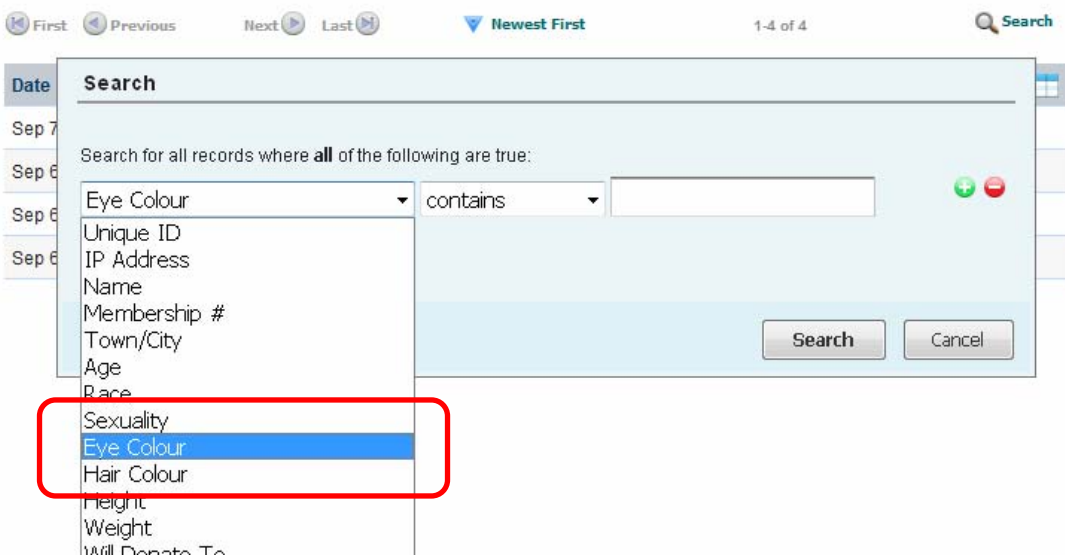 First Previous Next Last Newest First 1-4 of 4 Search
Date Search
Sep 7
Search for all records where all of the following are true:
Sep 6
Eye Colour contains
Sep 6
Unique ID
Sep 6
IP Address
Name
Membership #
Town/City
Search Cancel
Age
Race
Sexuality
Eye Colour
Hair Colour
Height
Weight
Will Donate To